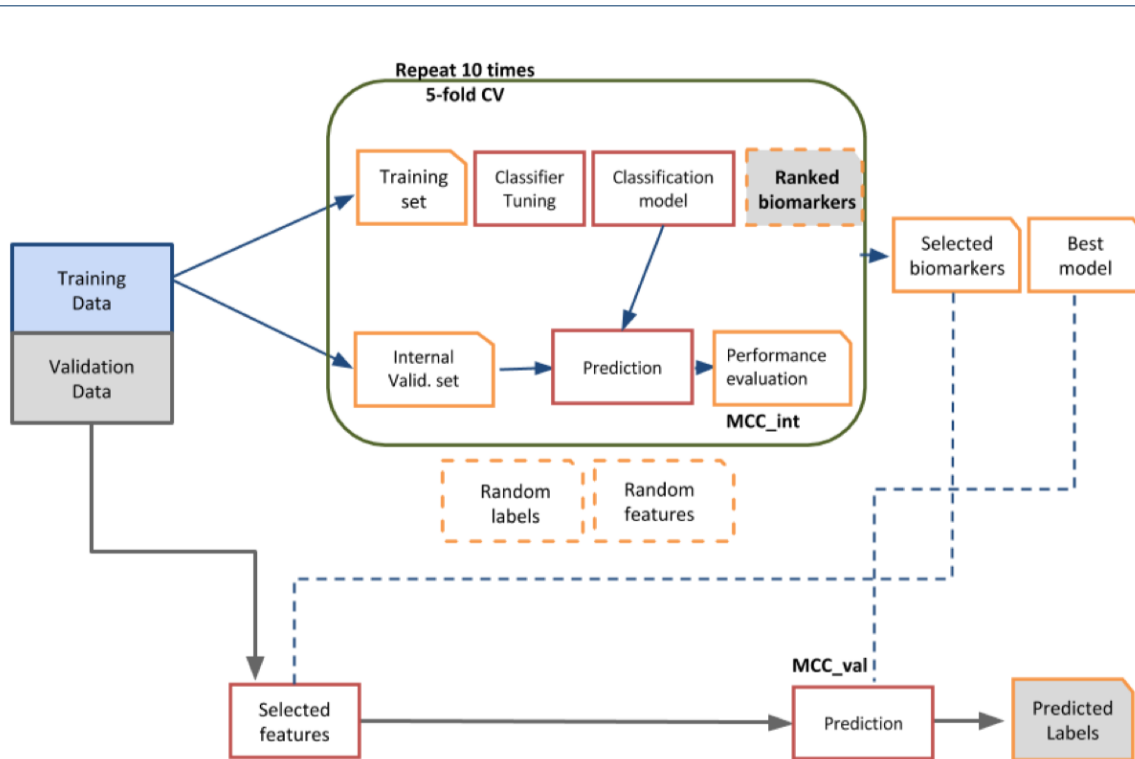 Repeat 10 times
5-fold CV
Training
set
Classifier
Tuning
Classification
model
Ranked
biomarkers
Selected
biomarkers
Best
model
Training
Data
Validation
Data
Internal
Valid. set
Prediction
Performance
evaluation
MCC_int
Random
labels
Random
features
MCC_val
Selected
features
Prediction
Predicted
Labels